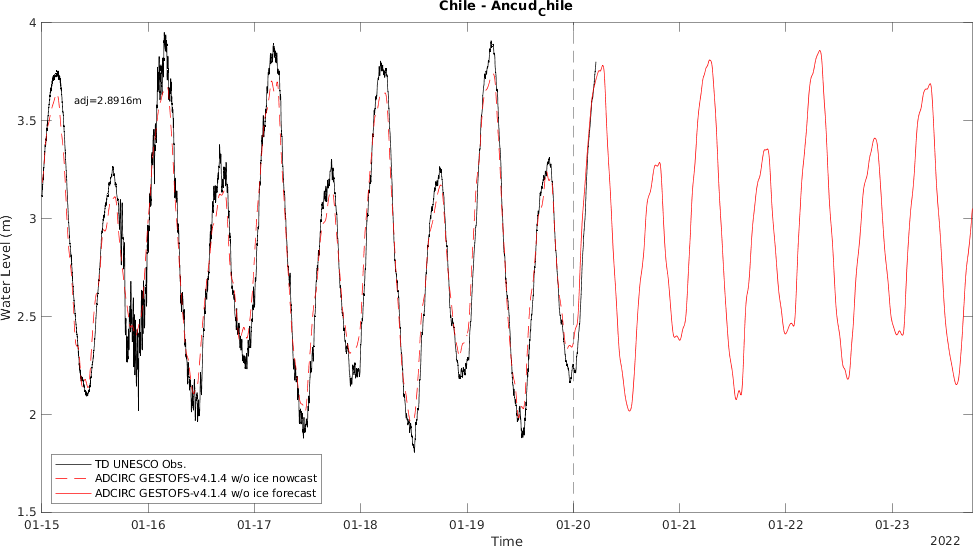 Chile - Ancud_Chile
4
adj=2.8916m
3.5
3
Water Level (m)
2.5
2
TD UNESCO Obs.
ADCIRC GESTOFS-v4.1.4 w/o ice nowcast
ADCIRC GESTOFS-v4.1.4 w/o ice forecast
1.5
01-15 01-16 01-17 01-18 01-19 01-20 01-21 01-22 01-23
Time
2022